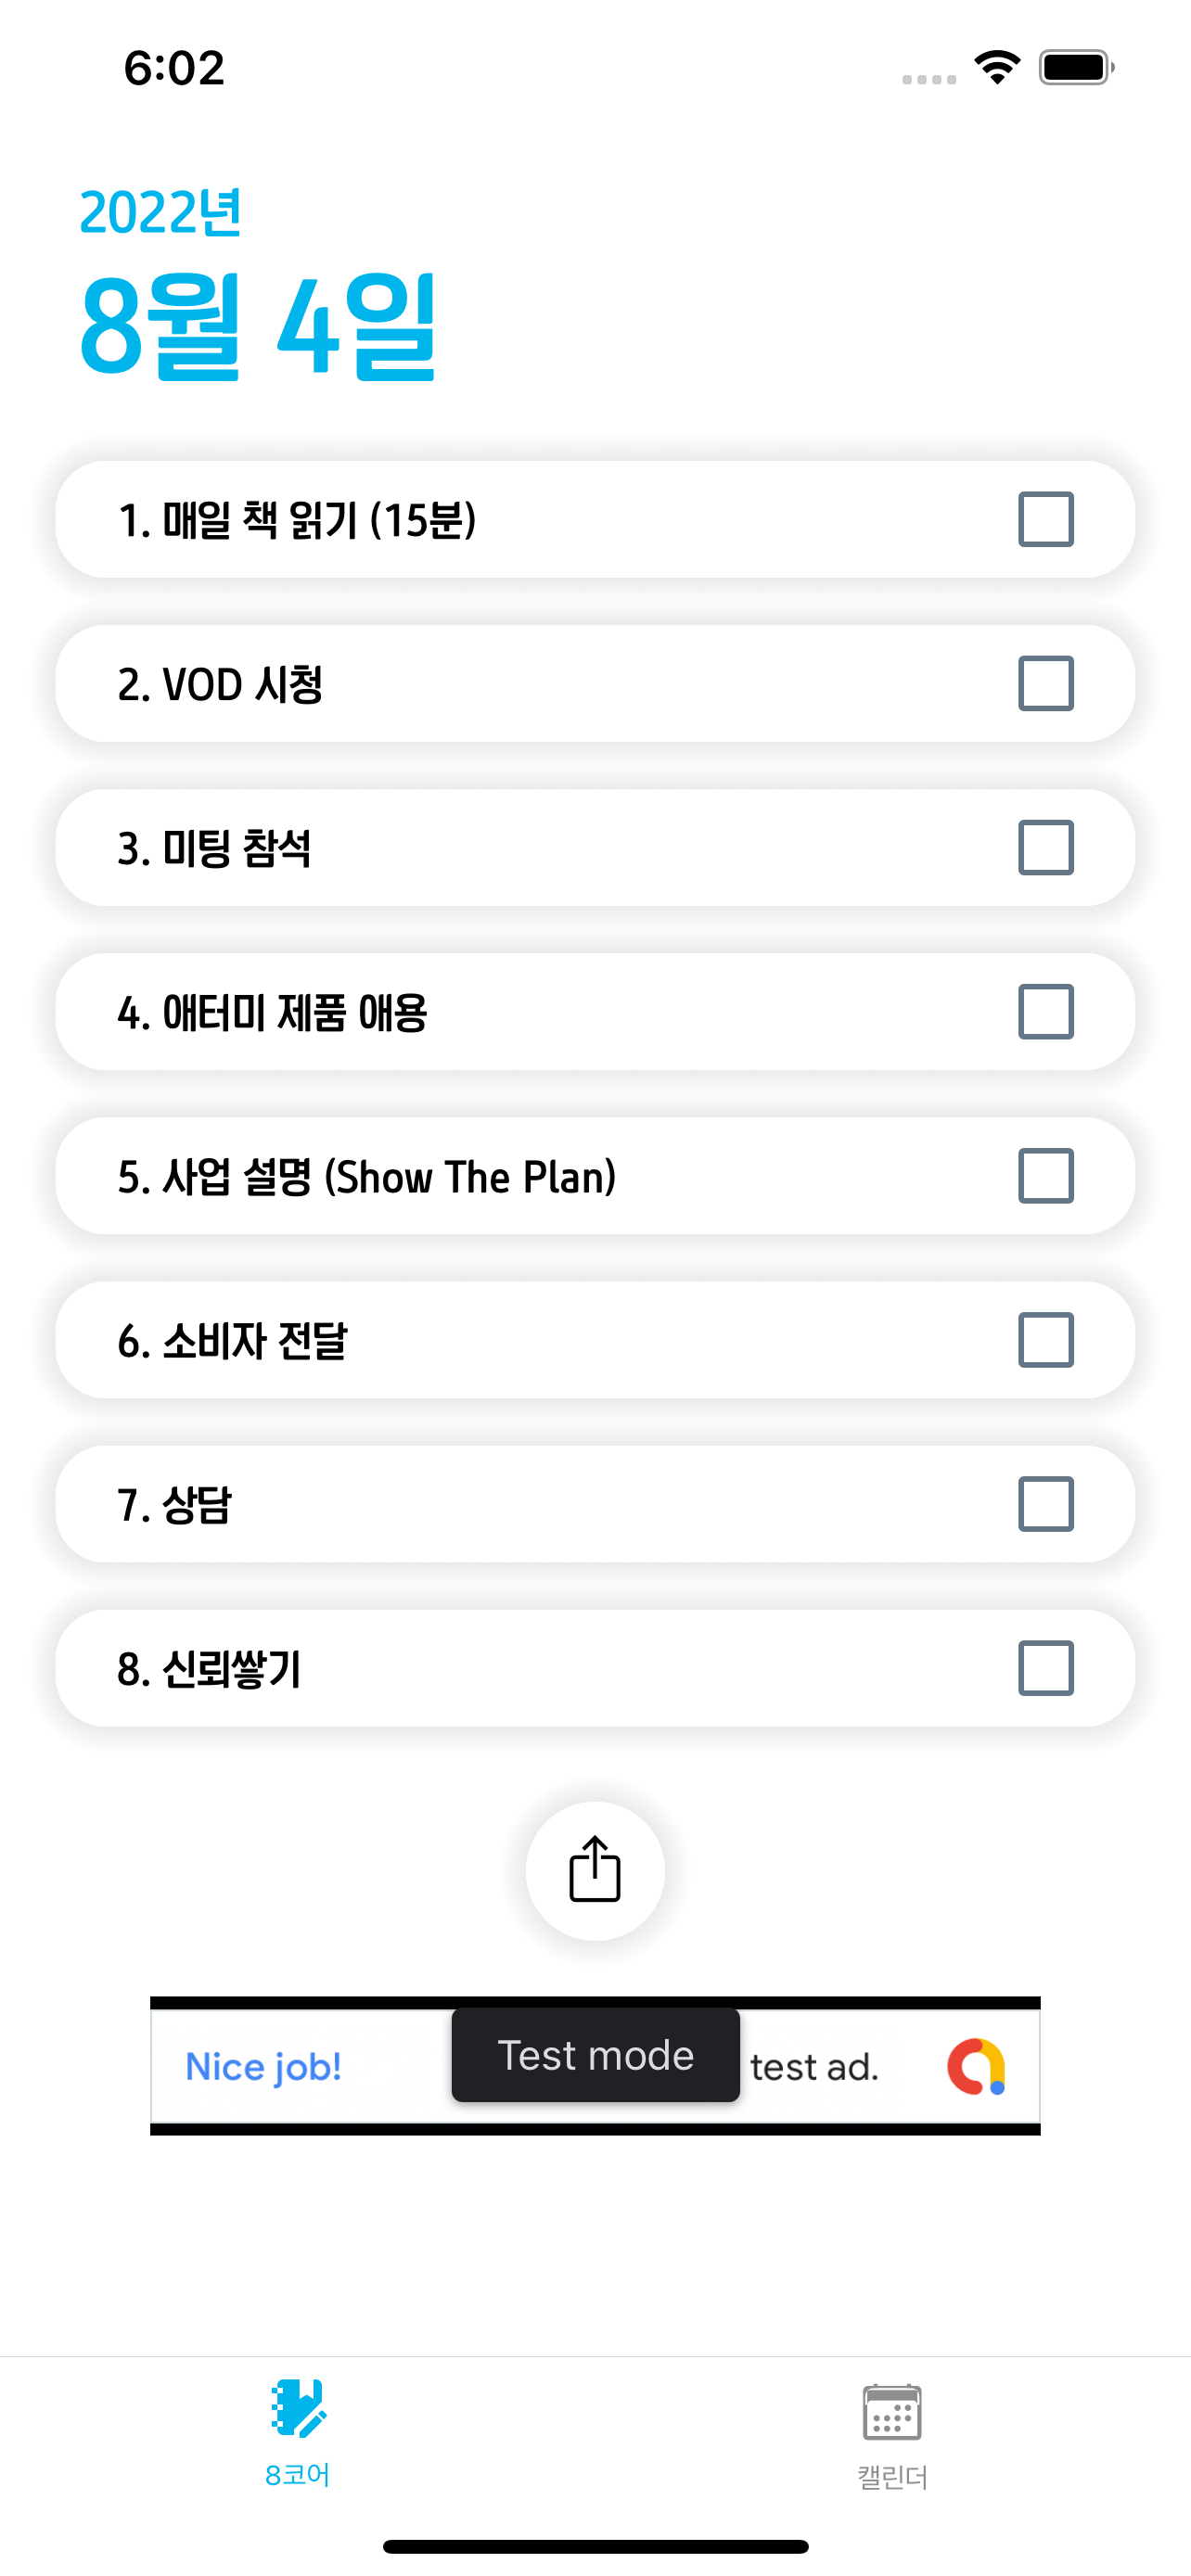 6:02
2022년
8월 4일
1. 매일 책 읽기 (15분)
2. VOD 시청
3. 미팅 참석
4. 애터미 제품 애용
5. 사업 설명 (Show The Plan)
6. 소비자 전달
7. 상담
8. 신뢰쌓기
Nice job! Test mode test ad.
8코어 캘린더